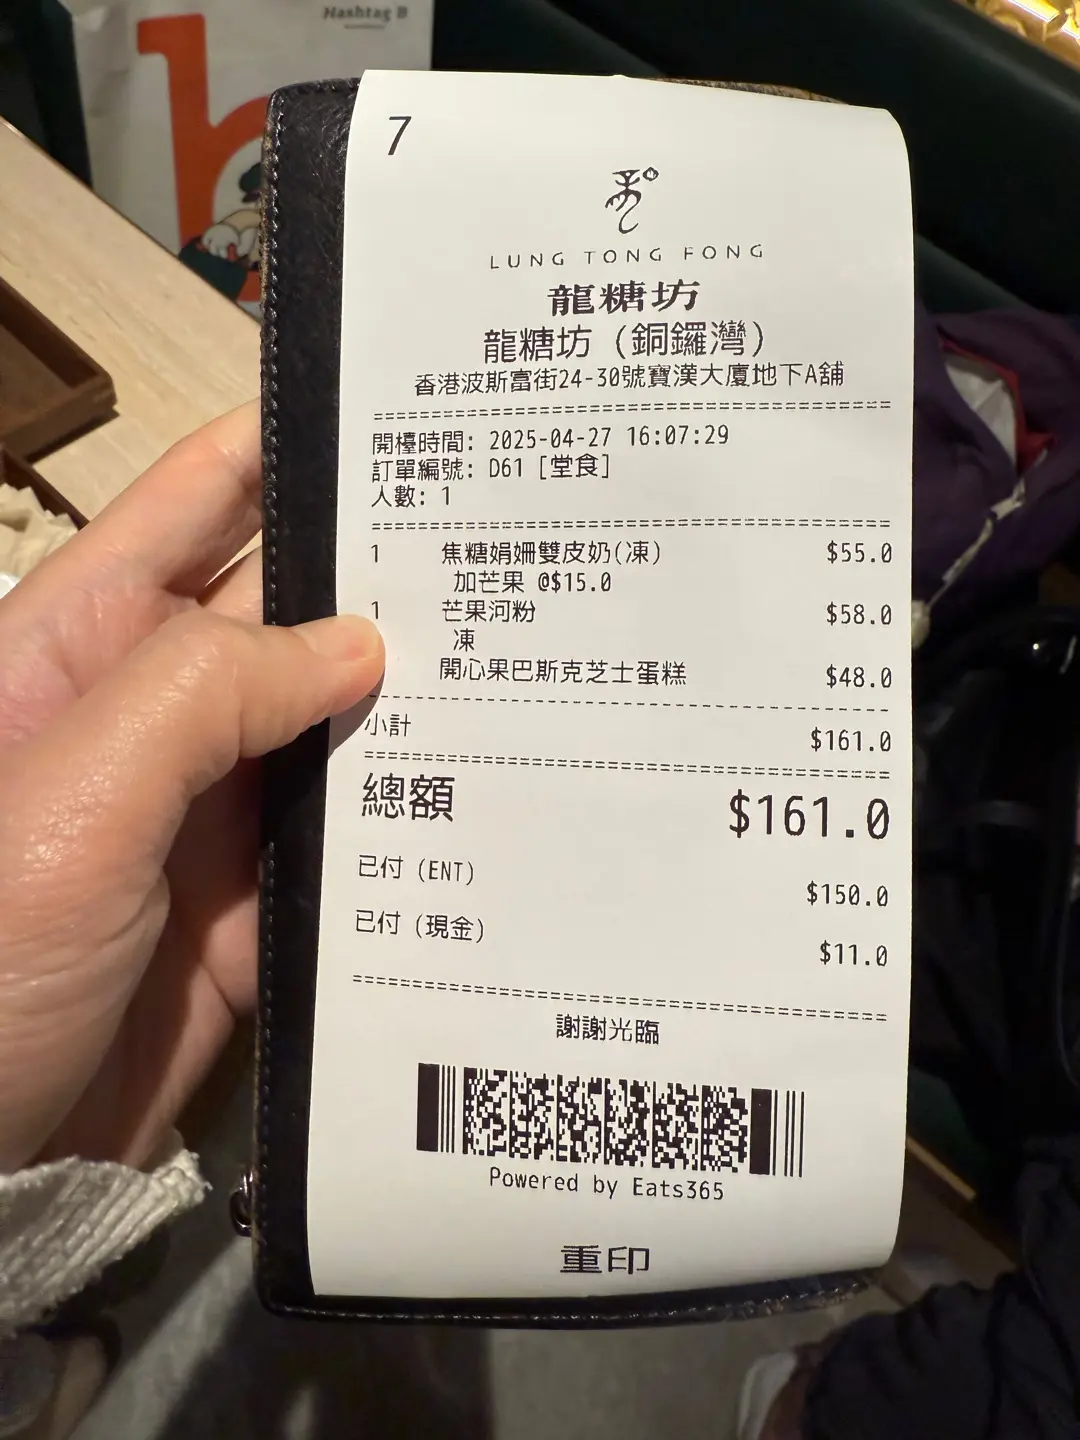 Hashtag B
7
LUNG TONG FONG
龍糖坊
龍糖坊 (銅鑼灣)
香港波斯富街24-30號寶漢大廈地下A舖
開檯時間: 2025-04-27 16:07:29
訂單編號: D61 [堂食]
人數: 1
1 焦糖娟姍雙皮奶(凍) $55.0
加芒果 @$15.0
1 芒果河粉 $58.0
凍
開心果巴斯克芝士蛋糕 $48.0
小計 $161.0
總額 $161.0
已付 (ENT) $150.0
已付 (現金) $11.0
謝謝光臨
Powered by Eats365
重印